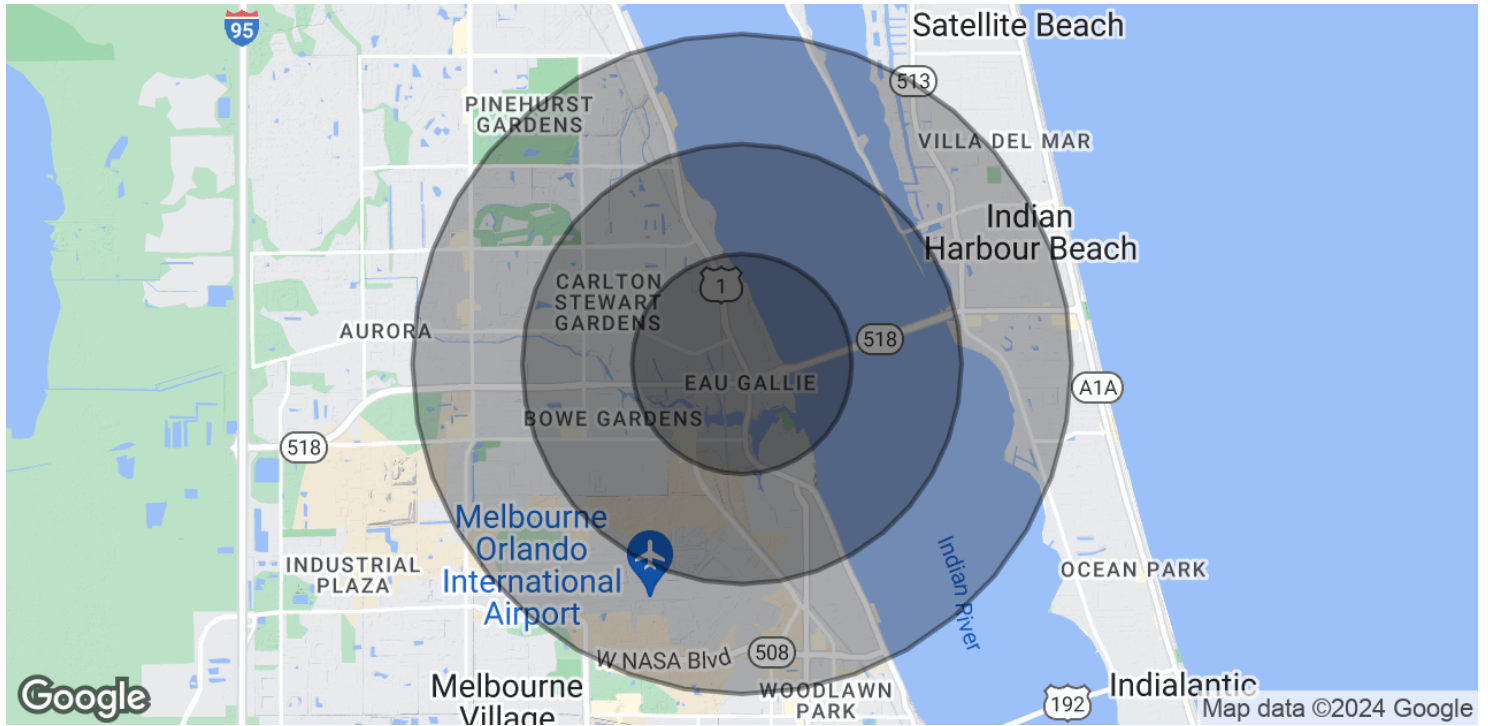 Satellite Beach
95
513
PINEHURST
GARDENS
VILLA DEL MAR
Indian
Harbour Beach
CARLTON
STEWART
GARDENS
1
AURORA
518
EAU GALLIE
A1A
BOWE GARDENS
518
Melbourne
Orlando
International
Airport
INDUSTRIAL
PLAZA
Indian River
OCEAN PARK
W NASA Blvd
508
Melbourne
Village
WOODLAWN
PARK
192
Indialantic
Google
Map data ©2024 Google